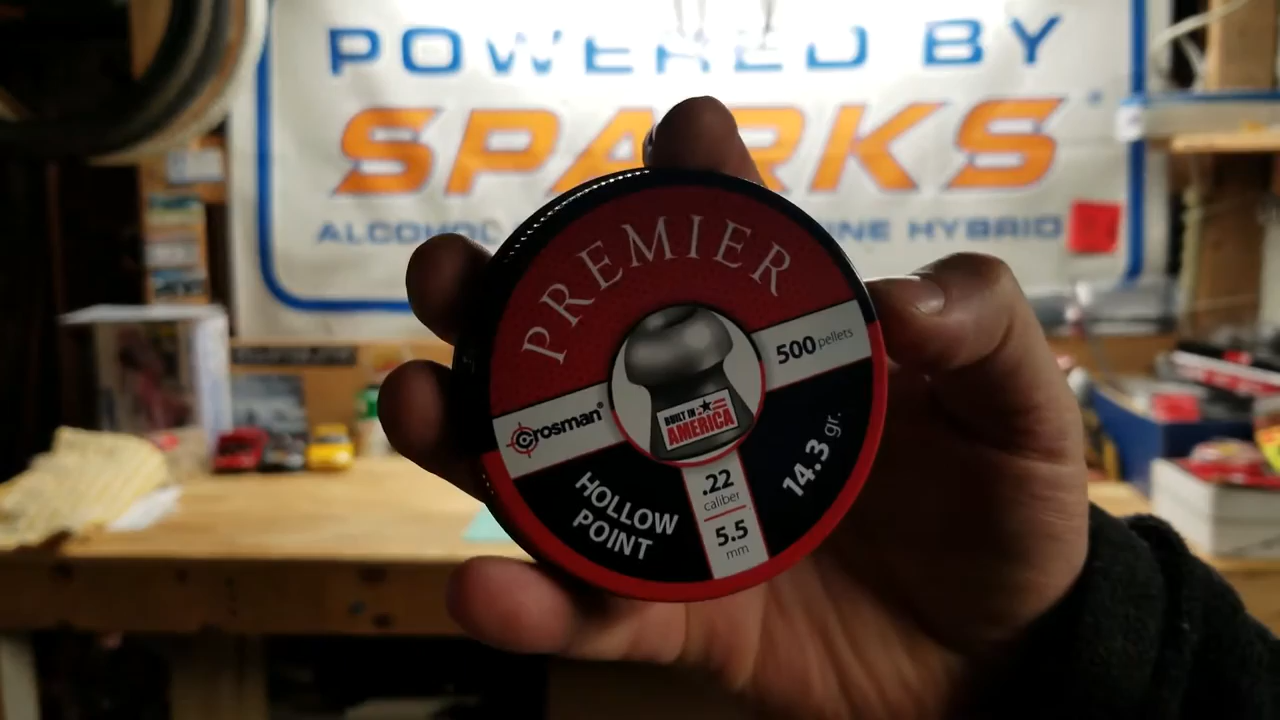 POWERED BY
SPARKS
ALCOHOL
NE HYBRID
PREMIER
500 pellets
crosman®
BUILT IN
AMERICA
14.3 gr.
HOLLOW
POINT
.22
caliber
5.5
mm